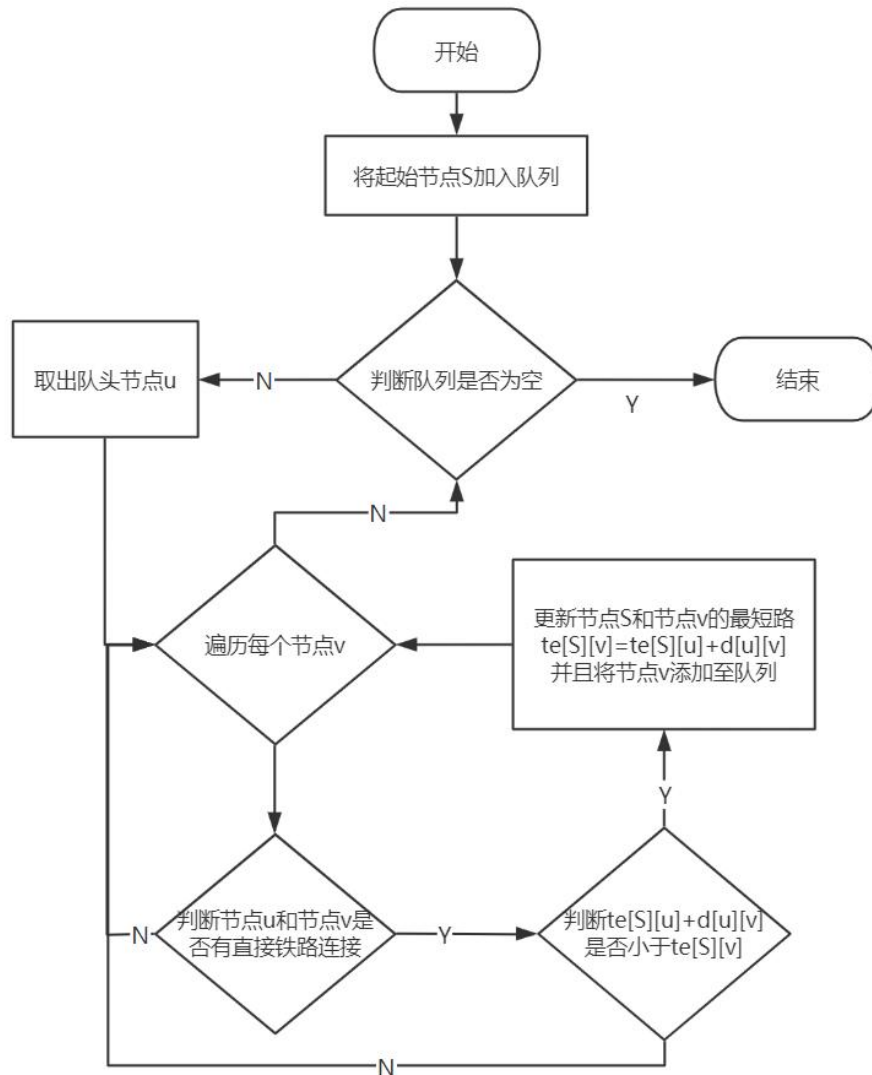 开始
将起始节点S加入队列
判断队列是否为空
N
取出队头节点u
Y
结束
N
遍历每个节点v
更新节点S和节点v的最短路
te[S][v]=te[S][u]+d[u][v]
并且将节点v添加至队列
Y
判断节点u和节点v是
否有直接铁路连接
N
Y
判断te[S][u]+d[u][v]
是否小于te[S][v]
N